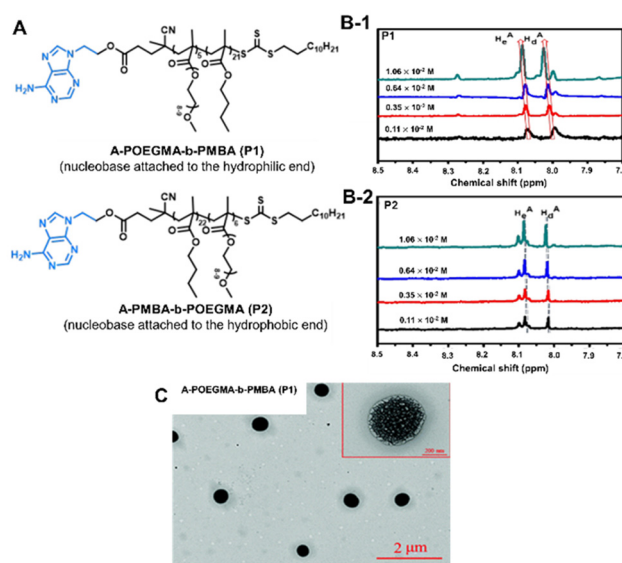 A
CN
5
21
O
O
S
S
S
C10H21
N
N
N
N
H2N
8-9
A-POEGMA-b-PMBA (P1)
(nucleobase attached to the hydrophilic end)
CN
22
6
O
O
S
S
S
C10H21
N
N
N
N
H2N
8-9
A-PMBA-b-POEGMA (P2)
(nucleobase attached to the hydrophobic end)
B-1
P1
HeA HdA
1.06 × 10-2 M
0.64 × 10-2 M
0.35 × 10-2 M
0.11 × 10-2 M
8.5 8.4 8.3 8.2 8.1 8.0 7.9
Chemical shift (ppm)
B-2
P2
HeA HdA
1.06 × 10-2 M
0.64 × 10-2 M
0.35 × 10-2 M
0.11 × 10-2 M
8.5 8.4 8.3 8.2 8.1 8.0 7.9
Chemical shift (ppm)
C
A-POEGMA-b-PMBA (P1)
200 nm
2 μm